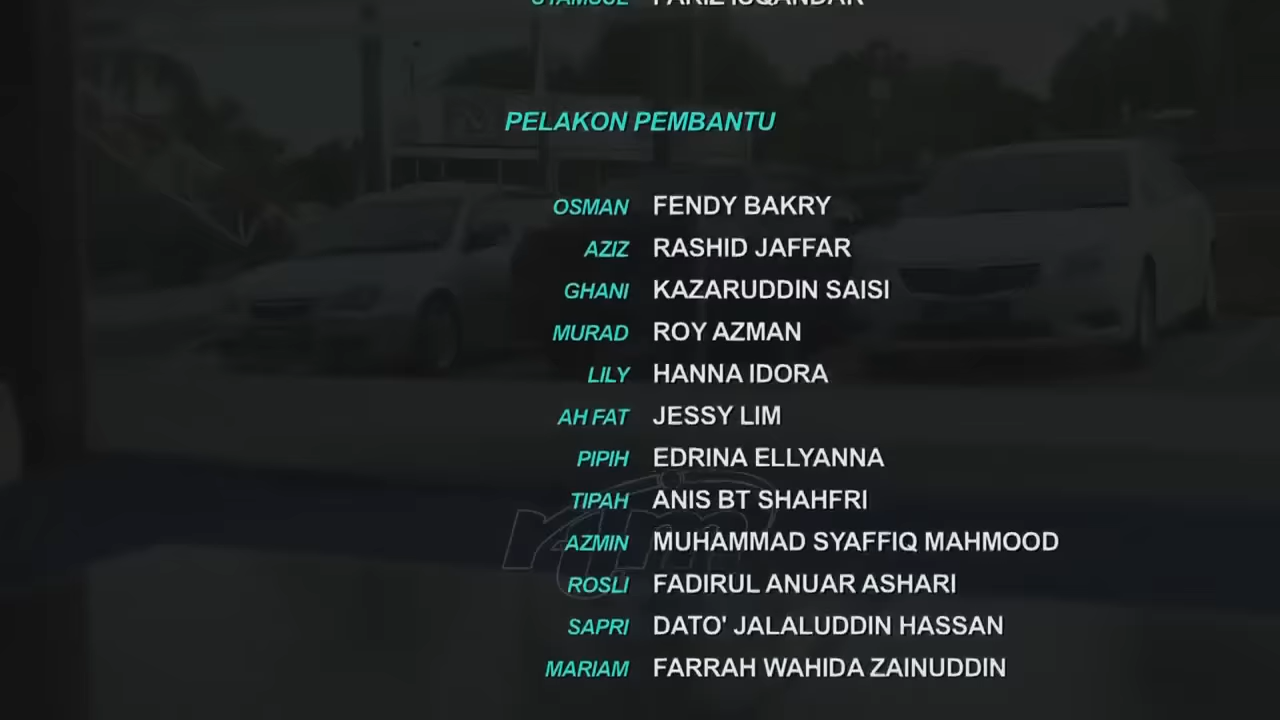 FARIZ ISQANDAR
PELAKON PEMBANTU
OSMAN FENDY BAKRY
AZIZ RASHID JAFFAR
GHANI KAZARUDDIN SAISI
MURAD ROY AZMAN
LILY HANNA IDORA
AH FAT JESSY LIM
PIPIH EDRINA ELLYANNA
TIPAH ANIS BT SHAHFRI
AZMIN MUHAMMAD SYAFFIQ MAHMOOD
ROSLI FADIRUL ANUAR ASHARI
SAPRI DATO' JALALUDDIN HASSAN
MARIAM FARRAH WAHIDA ZAINUDDIN